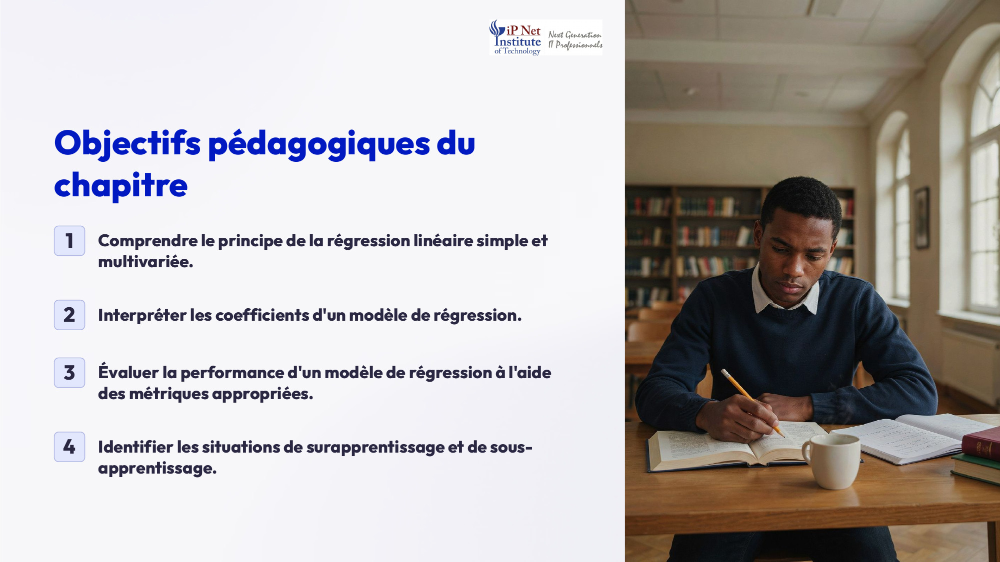 iP Net
Institute
of Technology
Next Generation
IT Professionnels
Objectifs pédagogiques du
chapitre
1
Comprendre le principe de la régression linéaire simple et
multivariée.
2
Interpréter les coefficients d'un modèle de régression.
3
Évaluer la performance d'un modèle de régression à l'aide
des métriques appropriées.
4
Identifier les situations de surapprentissage et de sous-
apprentissage.